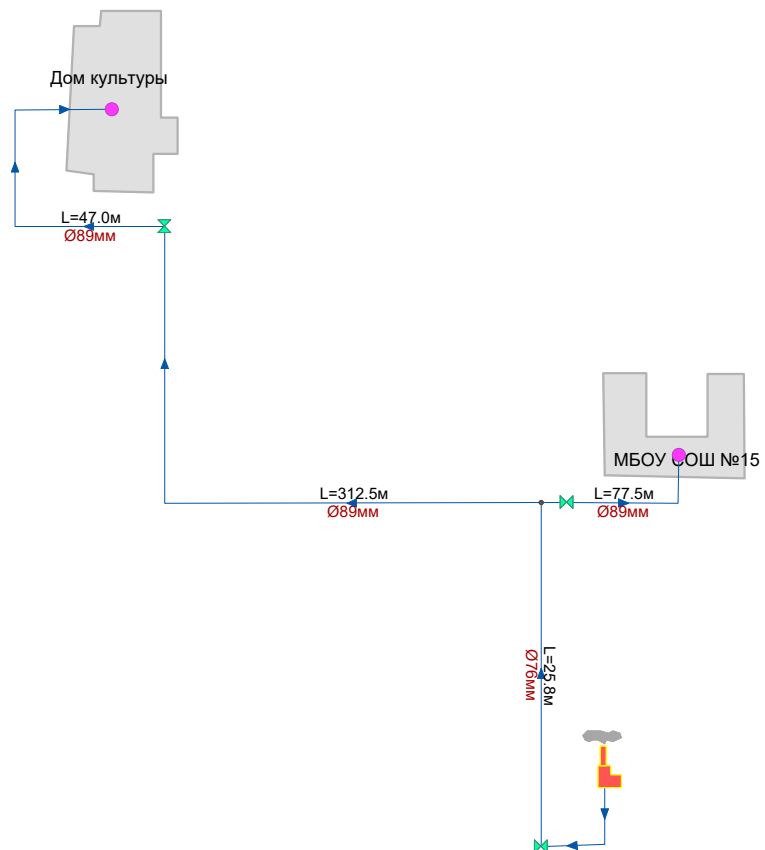 Дом культуры
L=47.0м
Ø89мм
МБОУ СОШ №15
L=312.5м
Ø89мм
L=77.5м
Ø89мм
L=25.8м
Ø76мм